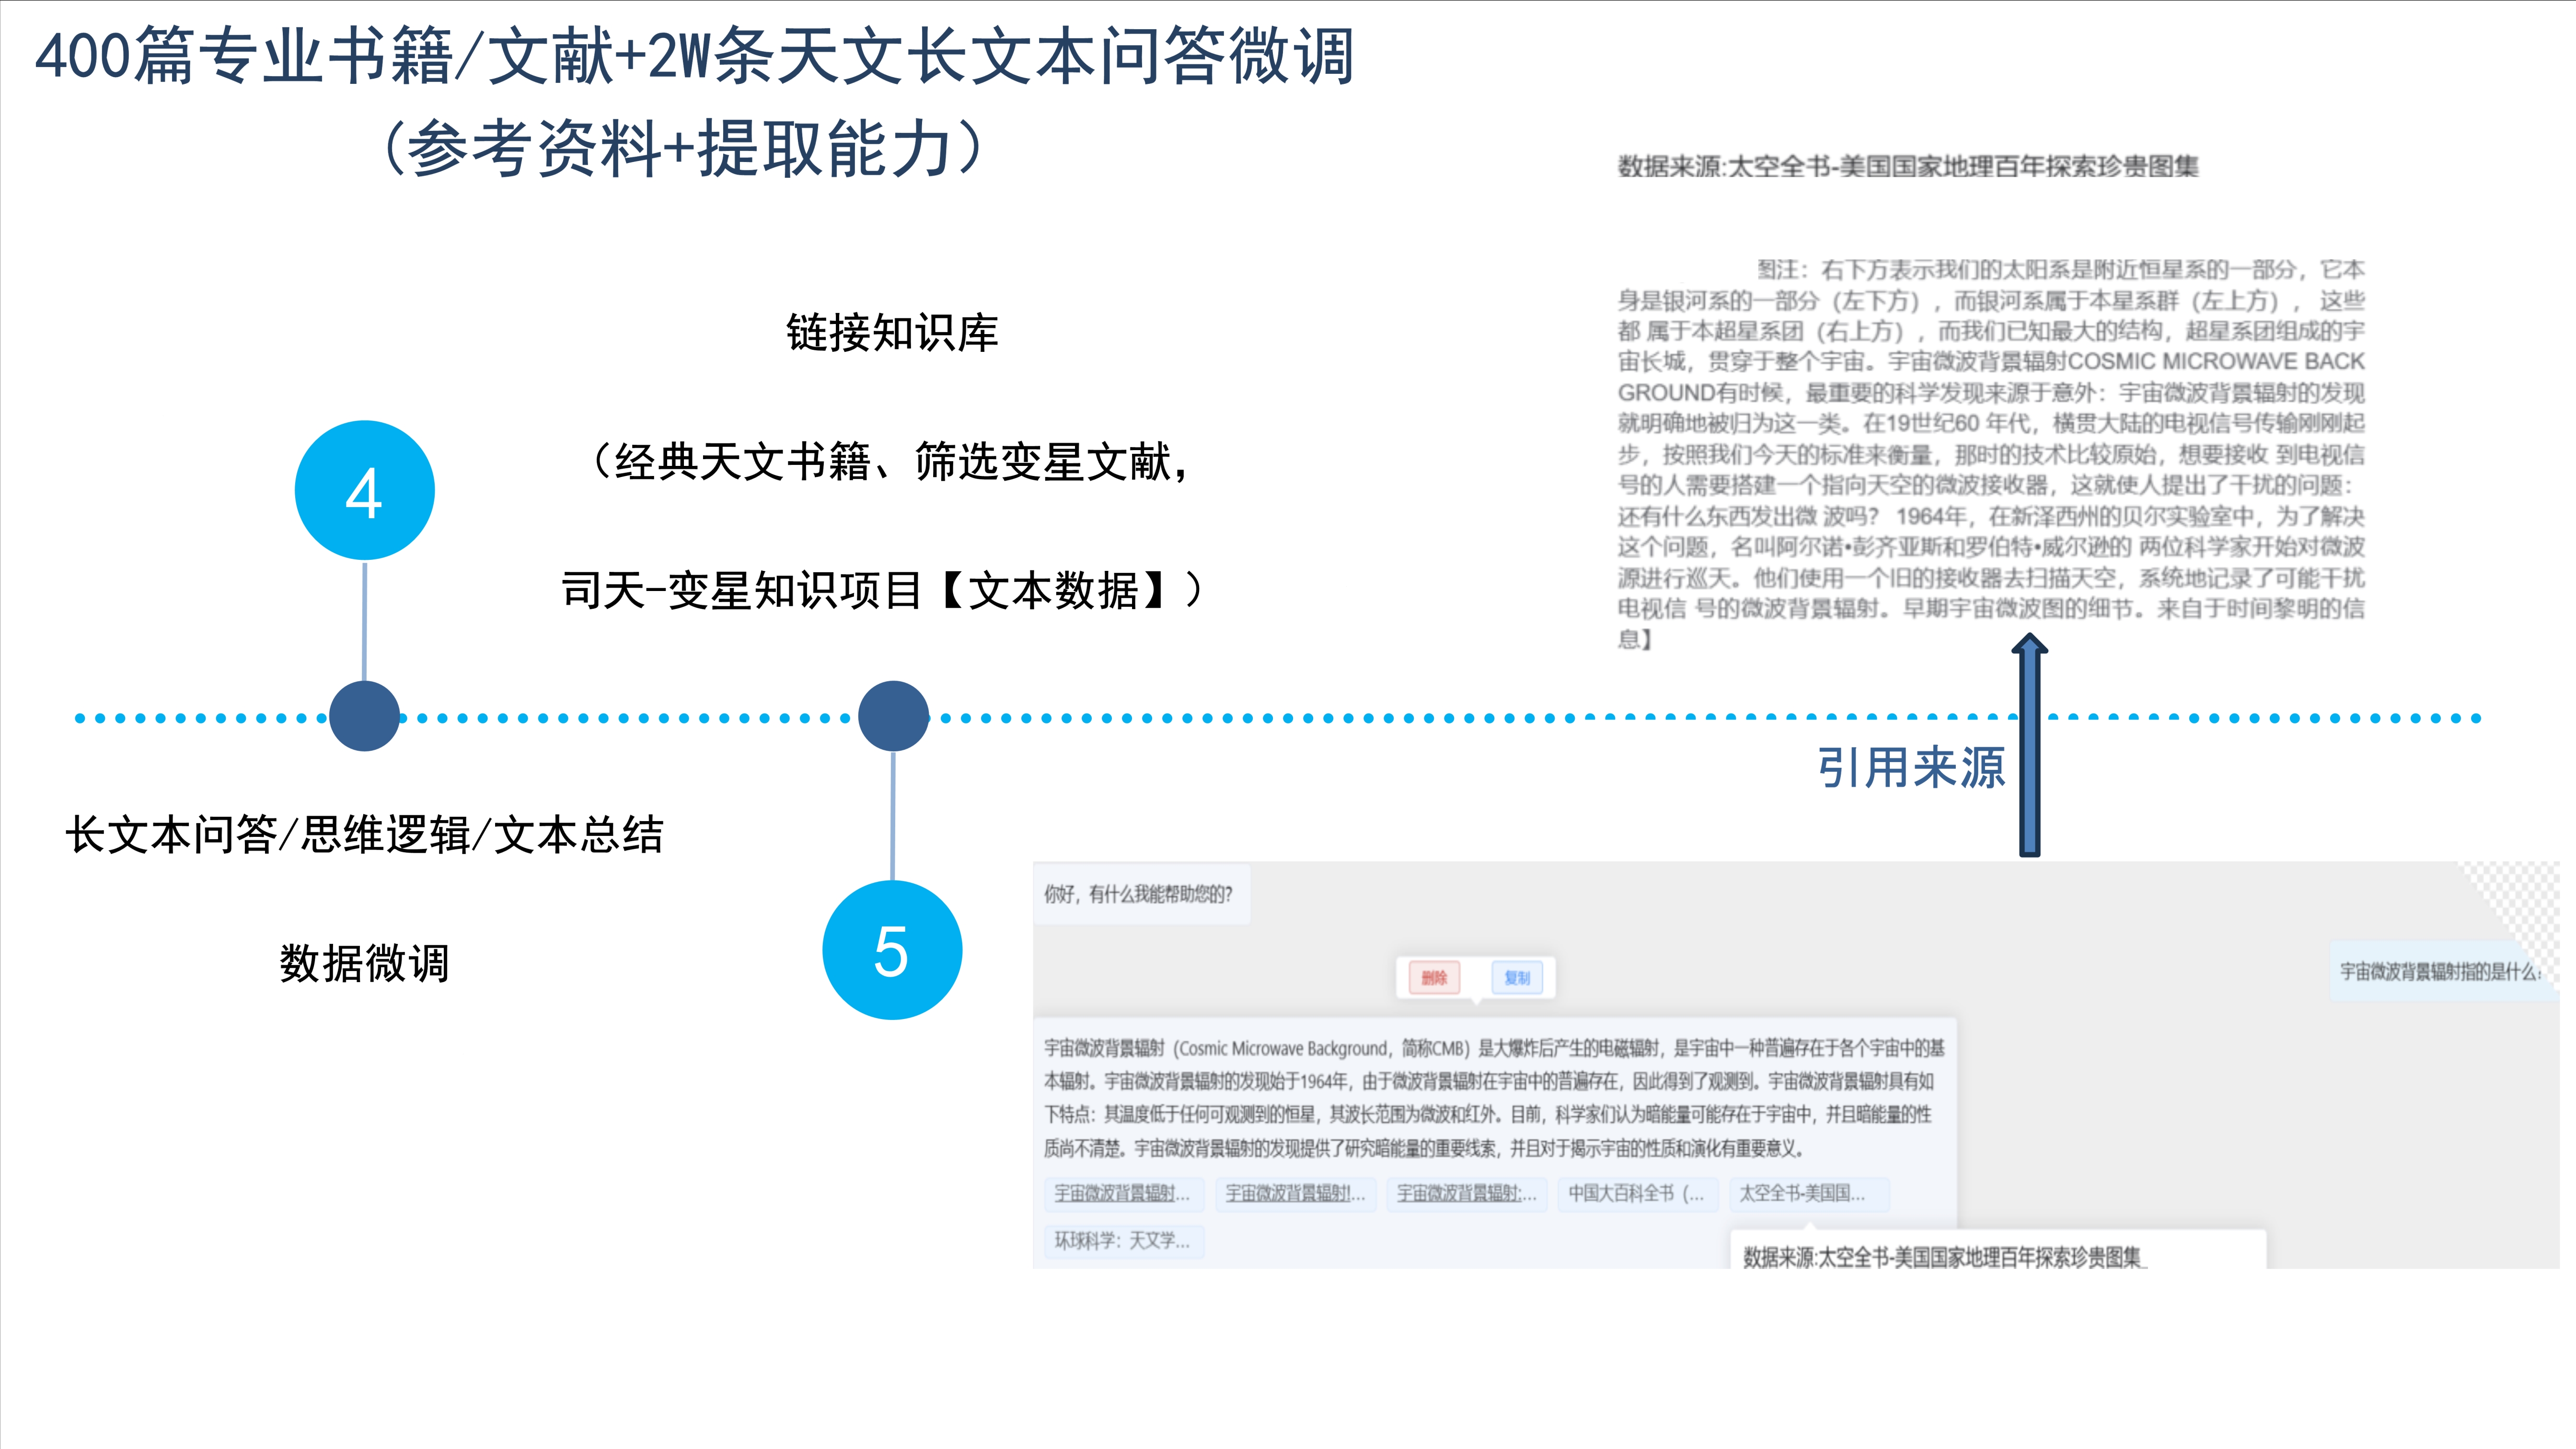 400篇专业书籍/文献+2W条天文长文本问答微调
(参考资料+提取能力)
数据来源:太空全书-美国国家地理百年探索珍贵图集
图注：右下方表示我们的太阳系是附近恒星系的一部分，它本
身是银河系的一部分（左下方），而银河系属于本星系群（左上方）， 这些
都 属于本超星系团（右上方），而我们已知最大的结构，超星系团组成的宇
宙长城，贯穿于整个宇宙。宇宙微波背景辐射COSMIC MICROWAVE BACK
GROUND有时候，最重要的科学发现来源于意外：宇宙微波背景辐射的发现
就明确地被归为这一类。在19世纪60 年代，横贯大陆的电视信号传输刚刚起
步，按照我们今天的标准来衡量，那时的技术比较原始，想要接收 到电视信
号的人需要搭建一个指向天空的微波接收器，这就使人提出了干扰的问题：
还有什么东西发出微 波吗？ 1964年，在新泽西州的贝尔实验室中，为了解决
这个问题，名叫阿尔诺•彭齐亚斯和罗伯特•威尔逊的 两位科学家开始对微波
源进行巡天。他们使用一个旧的接收器去扫描天空，系统地记录了可能干扰
电视信 号的微波背景辐射。早期宇宙微波图的细节。来自于时间黎明的信
息】
链接知识库
（经典天文书籍、筛选变星文献，
司天-变星知识项目【文本数据】）
4
引用来源
长文本问答/思维逻辑/文本总结
数据微调
5
你好，有什么我能帮助您的？
删除 复制
宇宙微波背景辐射指的是什么
宇宙微波背景辐射（Cosmic Microwave Background，简称CMB）是大爆炸后产生的电磁辐射，是宇宙中一种普遍存在于各个宇宙中的基
本辐射。宇宙微波背景辐射的发现始于1964年，由于微波背景辐射在宇宙中的普遍存在，因此得到了观测到。宇宙微波背景辐射具有如
下特点：其温度低于任何可观测到的恒星，其波长范围为微波和红外。目前，科学家们认为暗能量可能存在于宇宙中，并且暗能量的性
质尚不清楚。宇宙微波背景辐射的发现提供了研究暗能量的重要线索，并且对于揭示宇宙的性质和演化有重要意义。
宇宙微波背景辐射... 宇宙微波背景辐射!... 宇宙微波背景辐射:... 中国大百科全书（... 太空全书-美国国...
环球科学：天文学...
数据来源:太空全书-美国国家地理百年探索珍贵图集_